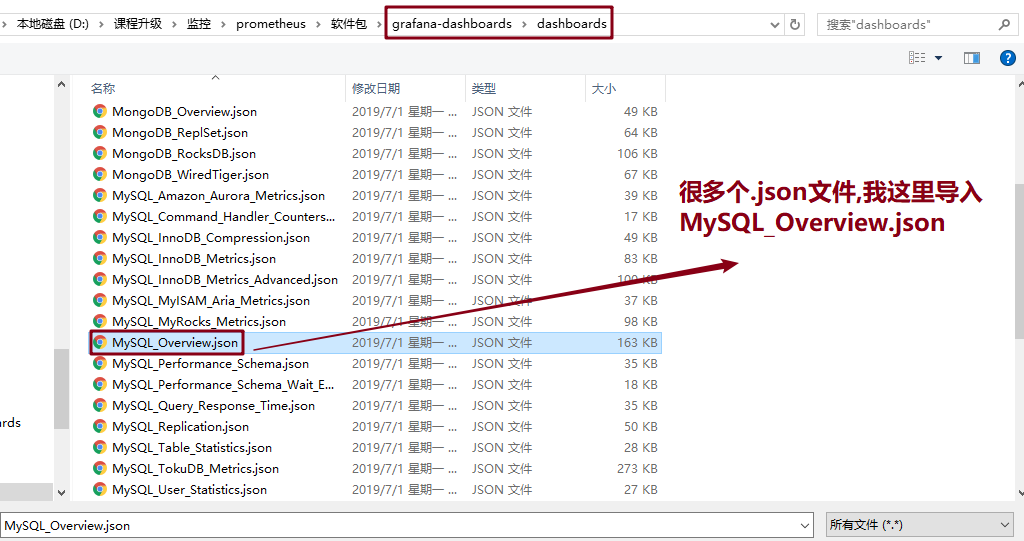 本地磁盘 (D:) › 课程升级 › 监控 › prometheus › 软件包 › grafana-dashboards › dashboards
搜索"dashboards"
名称 修改日期 类型 大小
MongoDB_Overview.json 2019/7/1 星期一 ... JSON 文件 49 KB
MongoDB_ReplSet.json 2019/7/1 星期一 ... JSON 文件 64 KB
MongoDB_RocksDB.json 2019/7/1 星期一 ... JSON 文件 106 KB
MongoDB_WiredTiger.json 2019/7/1 星期一 ... JSON 文件 67 KB
MySQL_Amazon_Aurora_Metrics.json 2019/7/1 星期一 ... JSON 文件 39 KB
MySQL_Command_Handler_Counters... 2019/7/1 星期一 ... JSON 文件 17 KB
MySQL_InnoDB_Compression.json 2019/7/1 星期一 ... JSON 文件 49 KB
MySQL_InnoDB_Metrics.json 2019/7/1 星期一 ... JSON 文件 83 KB
MySQL_InnoDB_Metrics_Advanced.json 2019/7/1 星期一 ... JSON 文件 KB
MySQL_MyISAM_Aria_Metrics.json 2019/7/1 星期一 ... JSON 文件 37 KB
MySQL_MyRocks_Metrics.json 2019/7/1 星期一 ... JSON 文件 98 KB
MySQL_Overview.json 2019/7/1 星期一 ... JSON 文件 163 KB
MySQL_Performance_Schema.json 2019/7/1 星期一 ... JSON 文件 35 KB
MySQL_Performance_Schema_Wait_E... 2019/7/1 星期一 ... JSON 文件 18 KB
MySQL_Query_Response_Time.json 2019/7/1 星期一 ... JSON 文件 35 KB
MySQL_Replication.json 2019/7/1 星期一 ... JSON 文件 50 KB
MySQL_Table_Statistics.json 2019/7/1 星期一 ... JSON 文件 28 KB
MySQL_TokuDB_Metrics.json 2019/7/1 星期一 ... JSON 文件 273 KB
MySQL_User_Statistics.json 2019/7/1 星期一 ... JSON 文件 27 KB
很多个.json文件,我这里导入
MySQL_Overview.json
rds
MySQL_Overview.json
所有文件 (*.*)